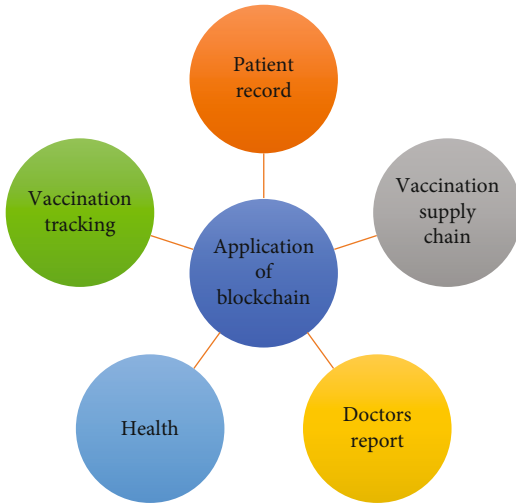 Patient
record
Vaccination
tracking
Vaccination
supply
chain
Application
of
blockchain
Health
Doctors
report